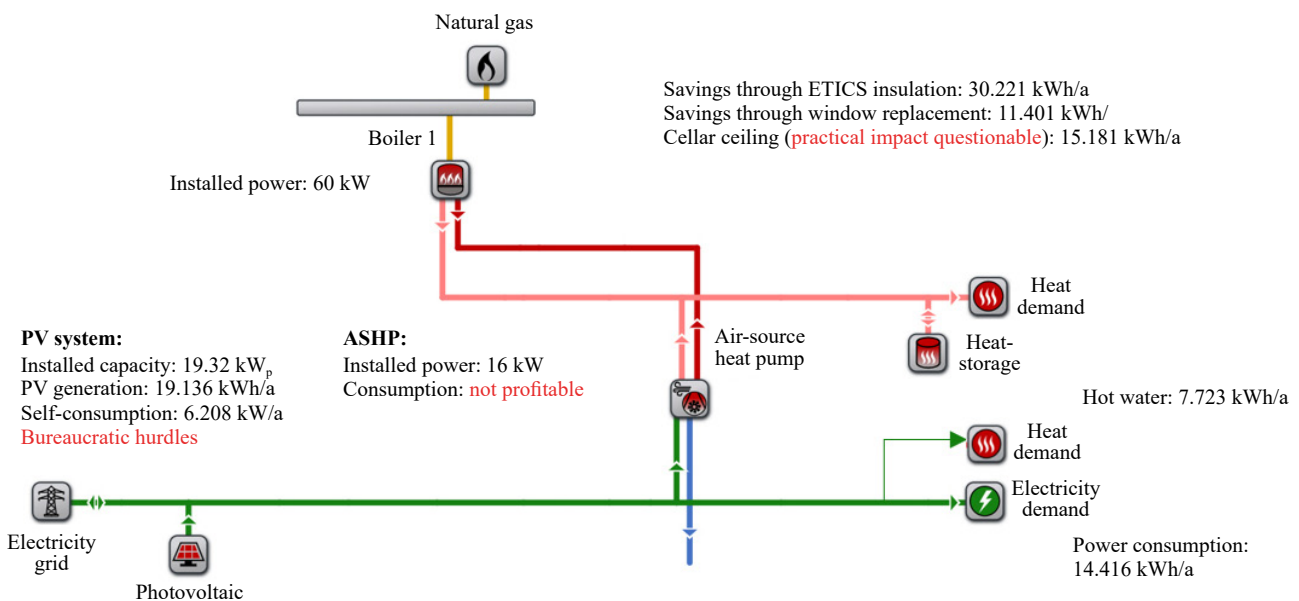 Natural gas
Savings through ETICS insulation: 30.221 kWh/a
Savings through window replacement: 11.401 kWh/
Cellar ceiling (practical impact questionable): 15.181 kWh/a
Boiler 1
Installed power: 60 kW
Heat
demand
PV system:
Installed capacity: 19.32 kWp
PV generation: 19.136 kWh/a
Self-consumption: 6.208 kW/a
Bureaucratic hurdles
ASHP:
Installed power: 16 kW
Consumption: not profitable
Air-source
heat pump
Heat-
storage
Hot water: 7.723 kWh/a
Heat
demand
Electricity
demand
Electricity
grid
Photovoltaic
Power consumption:
14.416 kWh/a